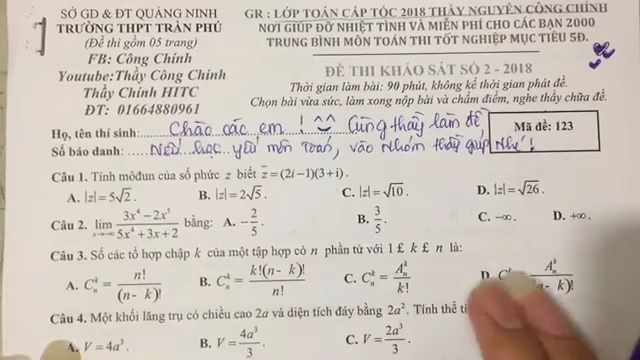 SỞ GD & ĐT QUẢNG NINH
TRƯỜNG THPT TRẦN PHÚ
(Đề thi gồm 05 trang)
FB: Công Chính
Youtube:Thầy Công Chính
Thầy Chính HITC
ĐT: 01664880961
GR : LỚP TOÁN CẤP TỐC 2018 THẦY NGUYỄN CÔNG CHÍNH
NƠI GIÚP ĐỠ NHIỆT TÌNH VÀ MIỄN PHÍ CHO CÁC BẠN 2000
TRUNG BÌNH MÔN TOÁN THI TỐT NGHIỆP MỤC TIÊU 5Đ.
ĐỀ THI KHẢO SÁT SỐ 2 - 2018
Thời gian làm bài: 90 phút, không kể thời gian phát đề.
Chọn bài vừa sức, làm xong nộp bài và chấm điểm, nghe thầy chữa đề.
Họ, tên thí sinh: Chào các em ! ^^ Cùng thầy làm đề
Số báo danh: Nếu học yếu môn Toán, vào nhóm thầy giúp nhé !
Mã đề: 123
Câu 1. Tính môđun của số phức z biết z̅ = (2i−1)(3+i).
A. |z|=5√2. B. |z|=2√5. C. |z|=√10. D. |z|=√26.
Câu 2. lim x→−∞ (3x⁴−2x⁵)/(5x⁴+3x+2) bằng: A. −2/5. B. 3/5. C. −∞. D. +∞.
Câu 3. Số các tổ hợp chập k của một tập hợp có n phần tử với 1 £ k £ n là:
A. Cₙᵏ = n!/(n- k)! B. Cₙᵏ = k!(n- k)!/n! C. Cₙᵏ = Aₙᵏ/k! D. Aₙᵏ k)!
Câu 4. Một khối lăng trụ có chiều cao 2a và diện tích đáy bằng 2a². Tính thể
A. V=4a³. B. V=4a³/3. C. V=2a³/3.